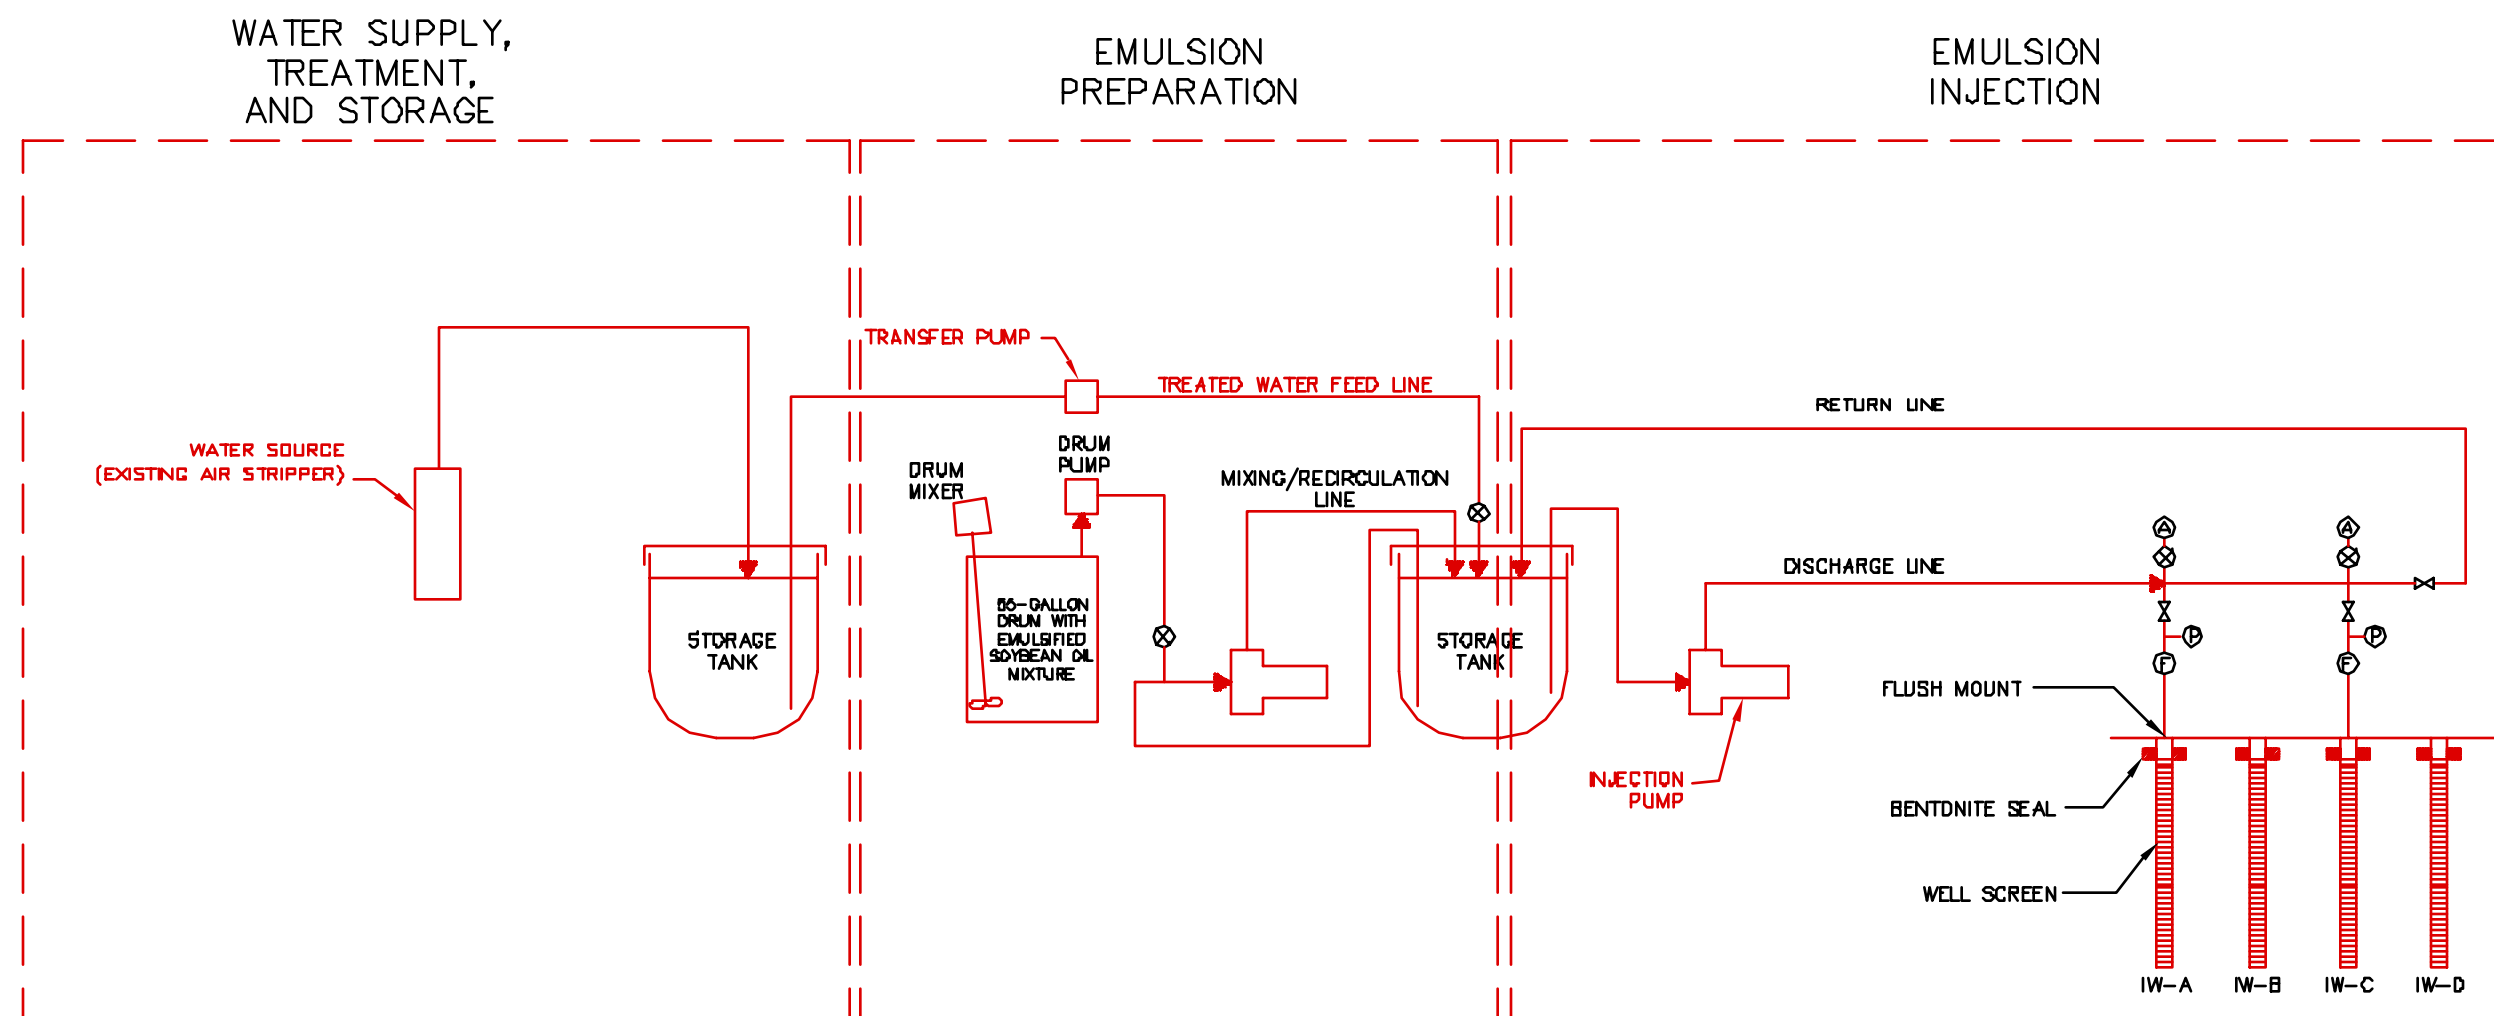 WATER SUPPLY,
TREATMENT,
AND STORAGE
EMULSION
PREPARATION
EMULSION
INJECTION
TRANSFER PUMP
TREATED WATER FEED LINE
RETURN LINE
WATER SOURCE
(EXISTING AIR STRIPPER)
DRUM
PUMP
DRUM
MIXER
MIXING/RECIRCULATION
LINE
A
A
DISCHARGE LINE
55-GALLON
DRUM WITH
EMULSIFIED
SOYBEAN OIL
MIXTURE
STORAGE
TANK
STORAGE
TANK
P
P
F
F
FLUSH MOUNT
INJECTION
PUMP
BENTONITE SEAL
WELL SCREEN
IW-A
IW-B
IW-C
IW-D